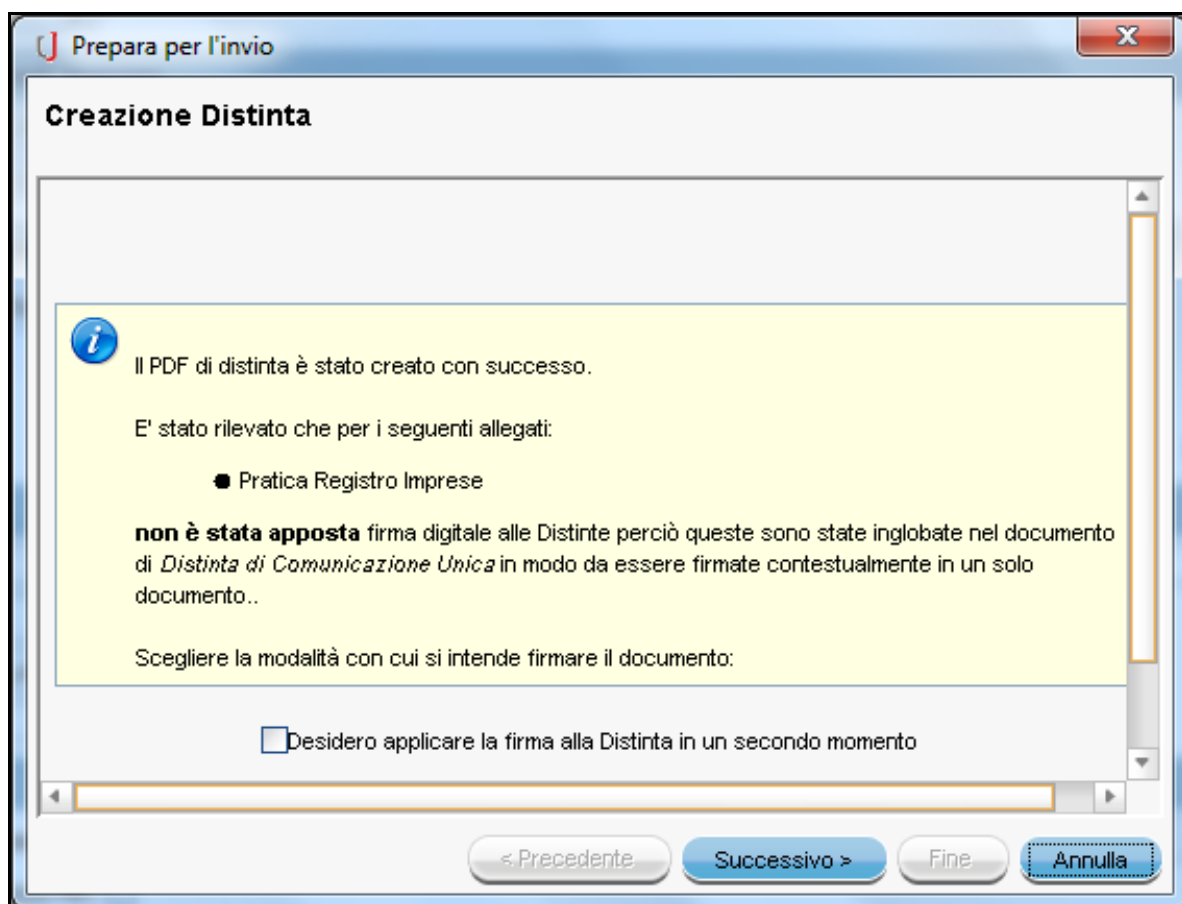 Prepara per l'invio
Creazione Distinta
Il PDF di distinta è stato creato con successo.
E' stato rilevato che per i seguenti allegati:
Pratica Registro Imprese
non è stata apposta firma digitale alle Distinte perciò queste sono state inglobate nel documento
di Distinta di Comunicazione Unica in modo da essere firmate contestualmente in un solo
documento..
Scegliere la modalità con cui si intende firmare il documento:
Desidero applicare la firma alla Distinta in un secondo momento
< Precedente Successivo > Fine Annulla